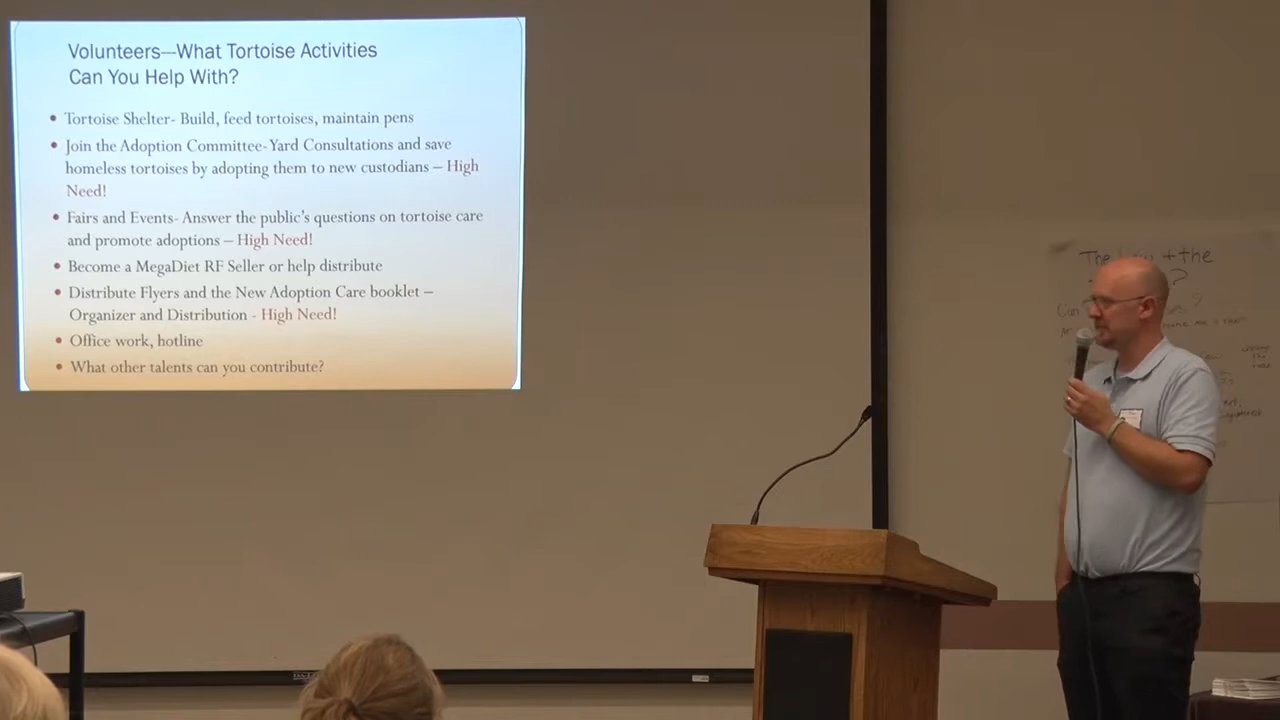 Volunteers—What Tortoise Activities
Can You Help With?
• Tortoise Shelter- Build, feed tortoises, maintain pens
• Join the Adoption Committee-Yard Consultations and save
homeless tortoises by adopting them to new custodians – High
Need!
• Fairs and Events- Answer the public's questions on tortoise care
and promote adoptions – High Need!
• Become a MegaDiet RF Seller or help distribute
• Distribute Flyers and the New Adoption Care booklet –
Organizer and Distribution - High Need!
• Office work, hotline
• What other talents can you contribute?
The + the
?